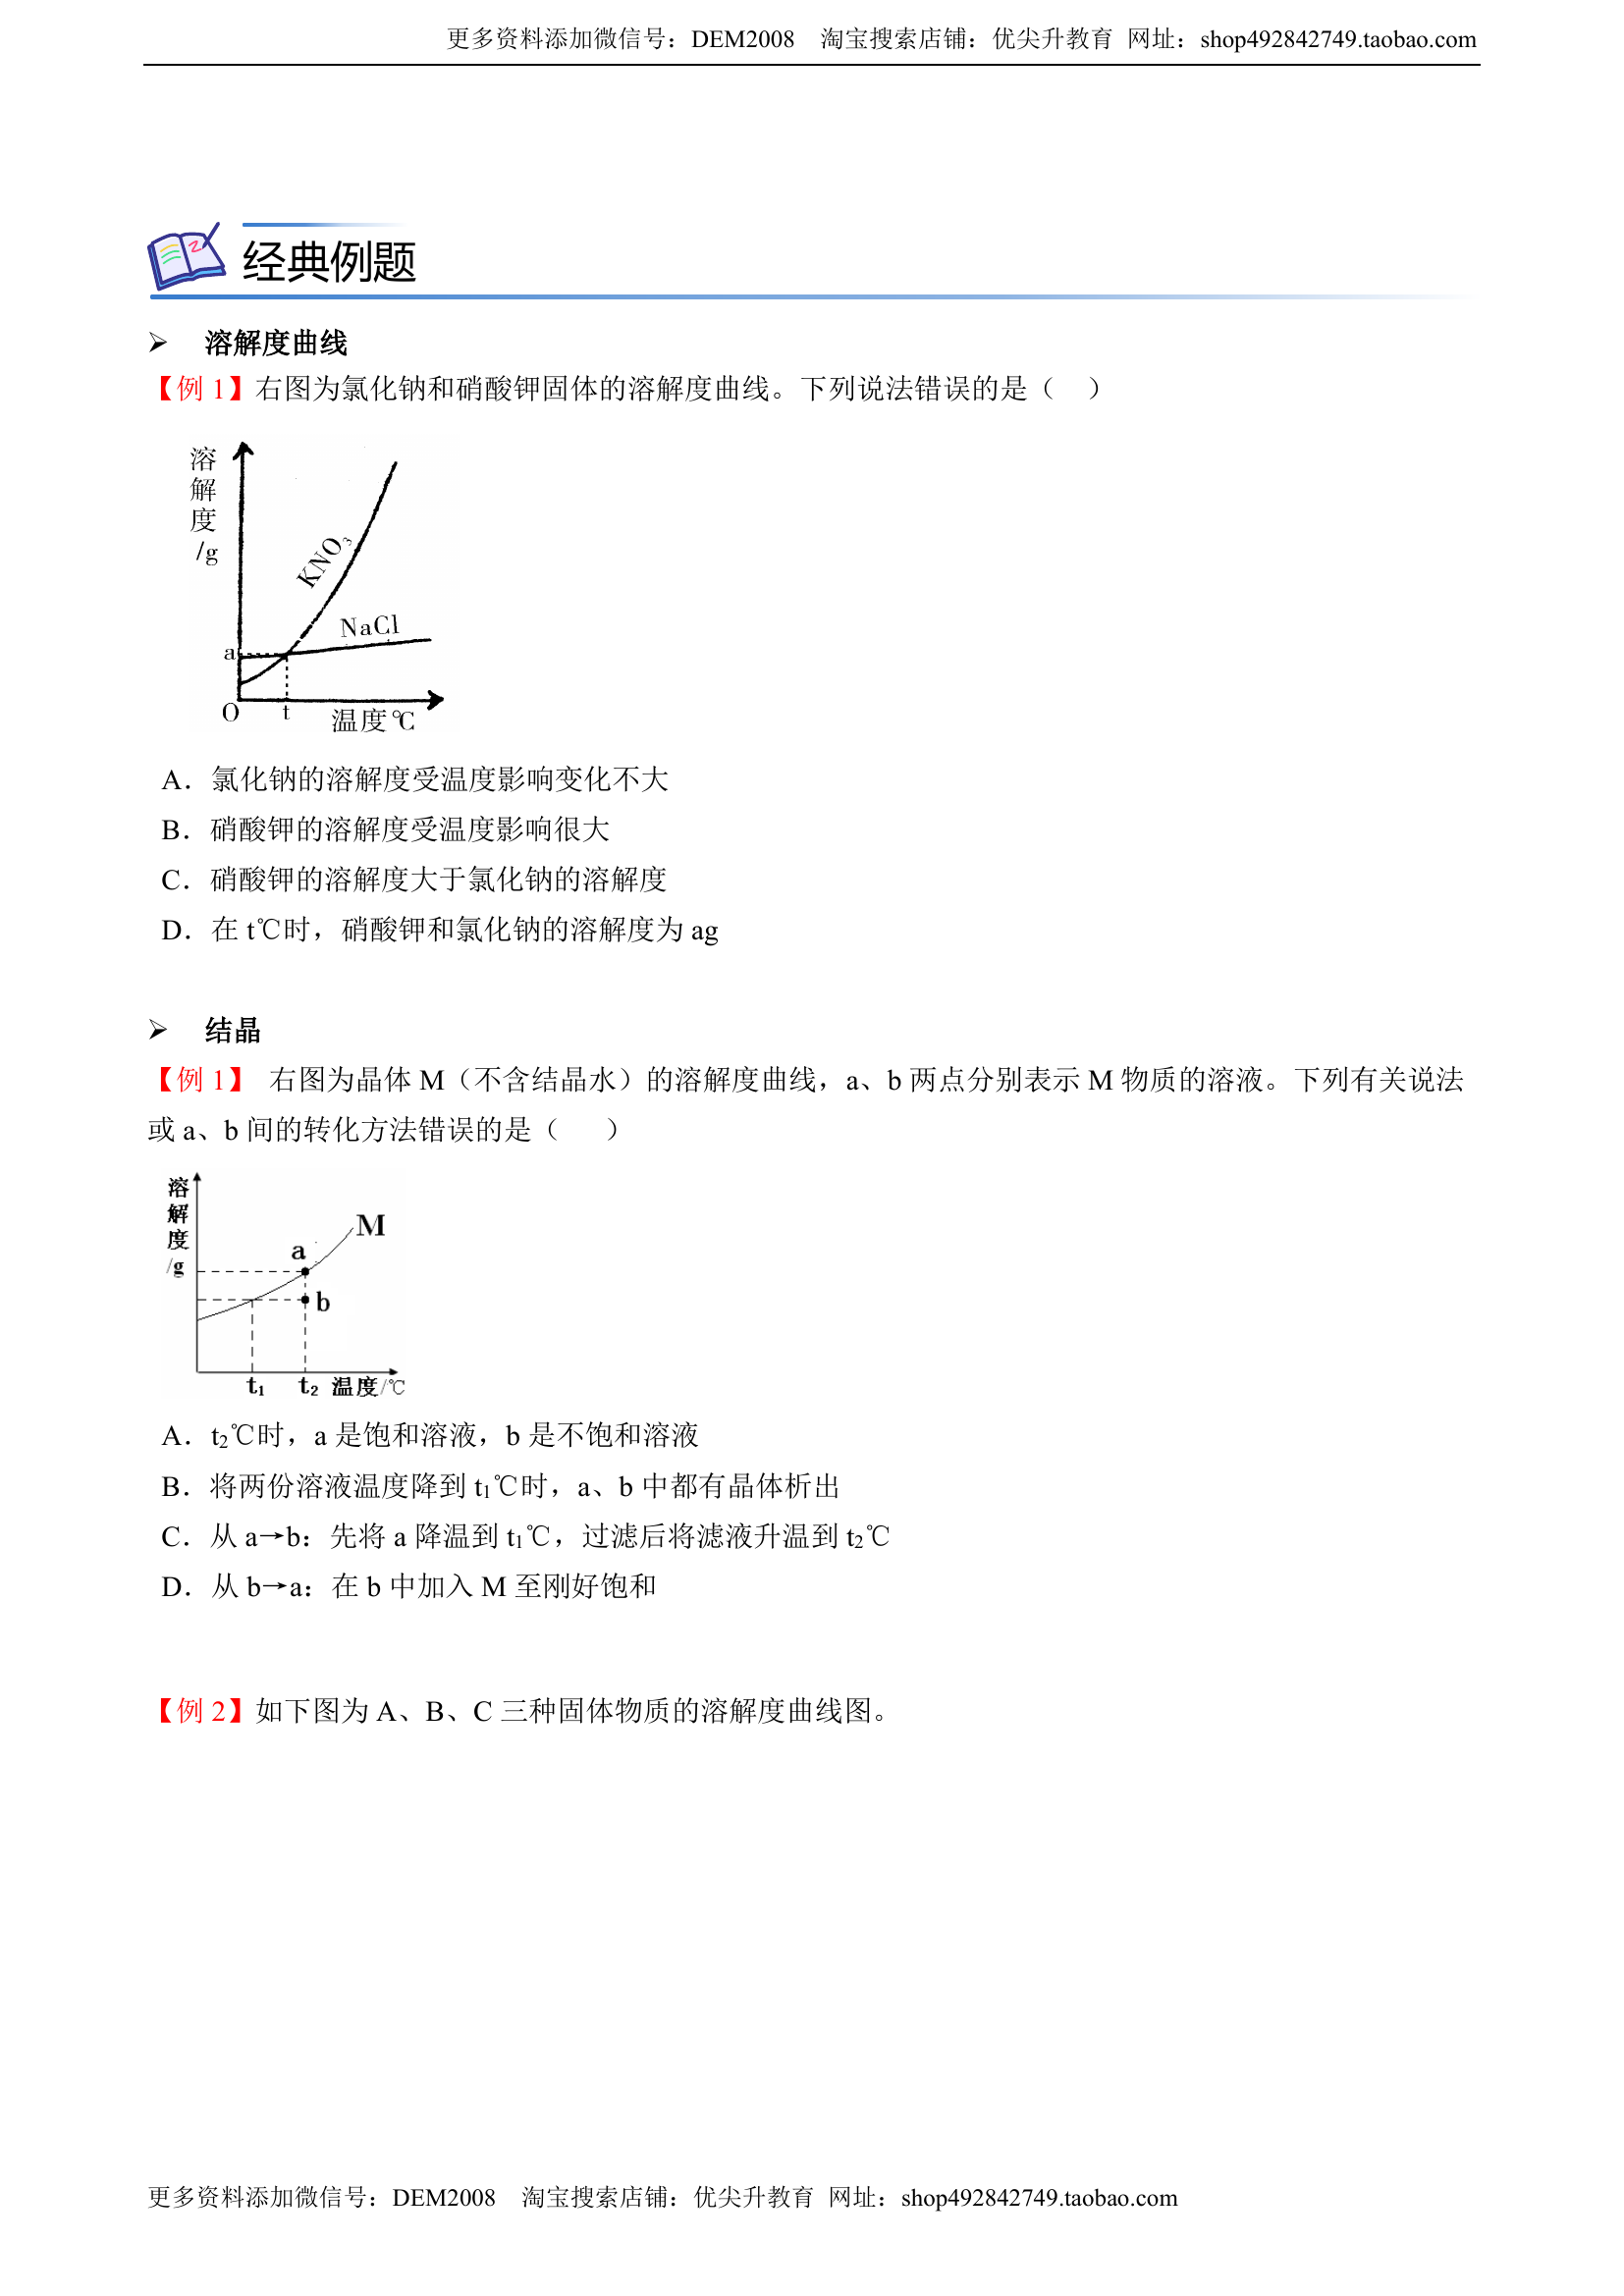 更多资料添加微信号：DEM2008 淘宝搜索店铺：优尖升教育 网址：shop492842749.taobao.com
经典例题
➢ 溶解度曲线
【例 1】右图为氯化钠和硝酸钾固体的溶解度曲线。下列说法错误的是（ ）
溶解度/g
KNO₃
NaCl
a
O t 温度℃
A．氯化钠的溶解度受温度影响变化不大
B．硝酸钾的溶解度受温度影响很大
C．硝酸钾的溶解度大于氯化钠的溶解度
D．在 t℃时，硝酸钾和氯化钠的溶解度为 ag
➢ 结晶
【例 1】 右图为晶体 M（不含结晶水）的溶解度曲线，a、b 两点分别表示 M 物质的溶液。下列有关说法
或 a、b 间的转化方法错误的是（ ）
溶解度/g
M
a
b
t₁ t₂ 温度/℃
A．t₂℃时，a 是饱和溶液，b 是不饱和溶液
B．将两份溶液温度降到 t₁℃时，a、b 中都有晶体析出
C．从 a→b：先将 a 降温到 t₁℃，过滤后将滤液升温到 t₂℃
D．从 b→a：在 b 中加入 M 至刚好饱和
【例 2】如下图为 A、B、C 三种固体物质的溶解度曲线图。
更多资料添加微信号：DEM2008 淘宝搜索店铺：优尖升教育 网址：shop492842749.taobao.com